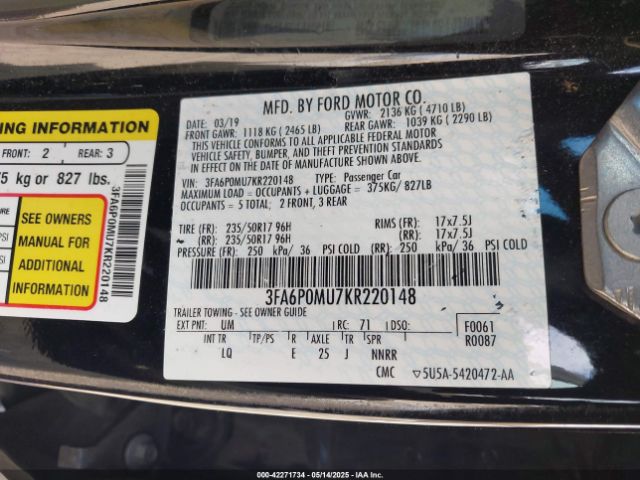 NG INFORMATION
FRONT: 2 REAR: 3
5 kg or 827 lbs.
SEE OWNERS
MANUAL FOR
ADDITIONAL
INFORMATION
3FA6P0MU7KR220148
MFD. BY FORD MOTOR CO.
DATE: 03/19 GVWR: 2136 KG ( 4710 LB)
FRONT GAWR: 1118 KG ( 2465 LB) REAR GAWR: 1039 KG ( 2290 LB)
THIS VEHICLE CONFORMS TO ALL APPLICABLE FEDERAL MOTOR
VEHICLE SAFETY, BUMPER, AND THEFT PREVENTION STANDARDS
IN EFFECT ON THE DATE OF MANUFACTURE SHOWN ABOVE.
VIN: 3FA6P0MU7KR220148 TYPE: Passenger Car
MAXIMUM LOAD = OCCUPANTS + LUGGAGE = 375KG/ 827LB
OCCUPANTS = 5 TOTAL; 2 FRONT, 3 REAR
TIRE (FR): 235/50R17 96H RIMS (FR): 17x7.5J
(RR): 235/50R17 96H (RR): 17x7.5J
PRESSURE (FR): 250 kPa/ 36 PSI COLD (RR): 250 kPa/ 36 PSI COLD
3FA6P0MU7KR220148
TRAILER TOWING - SEE OWNER GUIDE
EXT PNT: UM RC: 71 DSO: F0061
R0087
INT TR TP/PS R AXLE TR SPR
LQ E 25 J NNRR
CMC 5U5A-5420472-AA
000-42271734 - 05/14/2025 - IAAI.COM